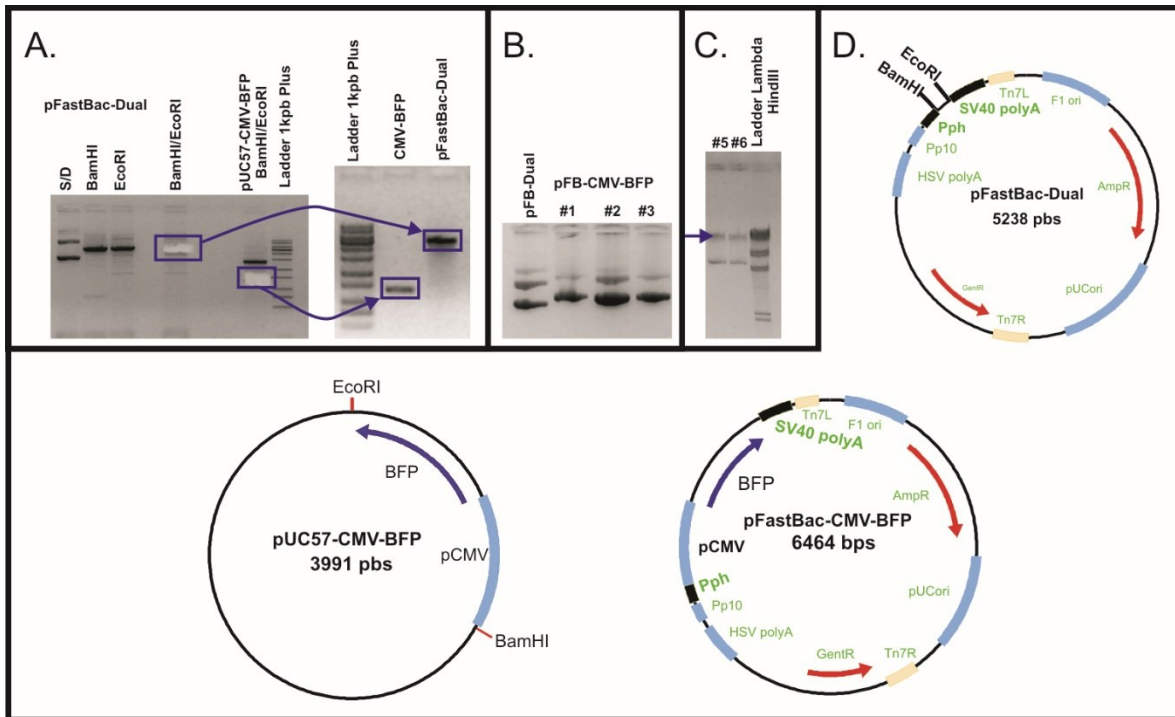 A.
pFastBac-Dual
S/D
BamHI
EcoRI
BamHI/EcoRI
pUC57-CMV-BFP
BamHI/EcoRI
Ladder 1kpb Plus
Ladder 1kpb Plus
CMV-BFP
pFastBac-Dual
B.
pFB-Dual
pFB-CMV-BFP
#1
#2
#3
C.
#5
#6
Ladder Lambda
HindIII
D.
EcoRI
BamHI
Tn7L
SV40 polyA
F1 ori
Pph
Pp10
HSV polyA
AmpR
pFastBac-Dual
5238 pbs
GentR
Tn7R
pUCori
EcoRI
BFP
pUC57-CMV-BFP
3991 pbs
pCMV
BamHI
Tn7L
SV40 polyA
F1 ori
BFP
AmpR
pFastBac-CMV-BFP
6464 bps
pCMV
Pph
Pp10
HSV polyA
pUCori
GentR
Tn7R